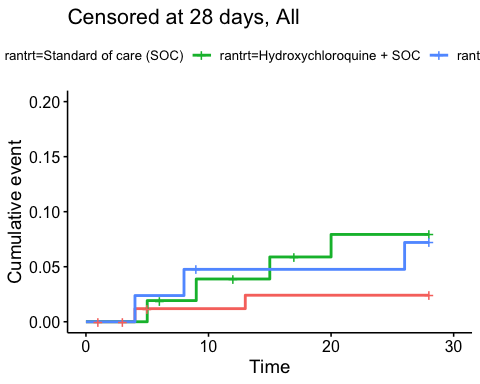 Censored at 28 days, All
rantrt=Standard of care (SOC) rantrt=Hydroxychloroquine + SOC rant
0.20
0.15
0.10
0.05
0.00
Cumulative event
0 10 20 30
Time